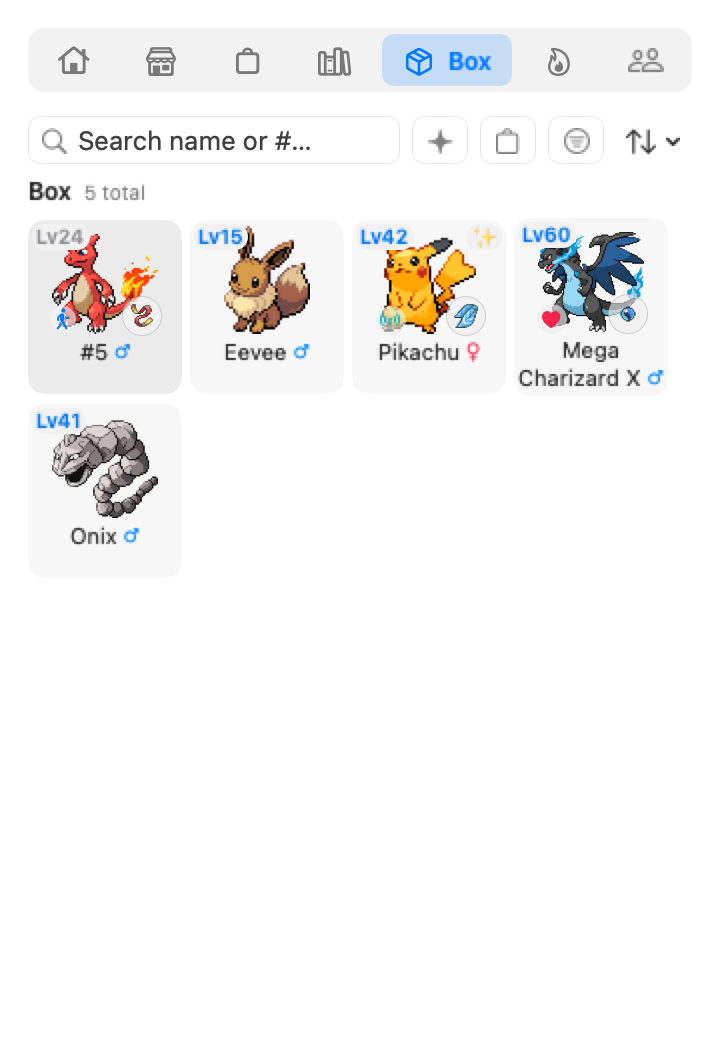 Box
Search name or #...
Box 5 total
Lv24
#5 ♂
Lv15
Eevee ♂
Lv42
Pikachu ♀
Lv60
Mega
Charizard X ♂
Lv41
Onix ♂